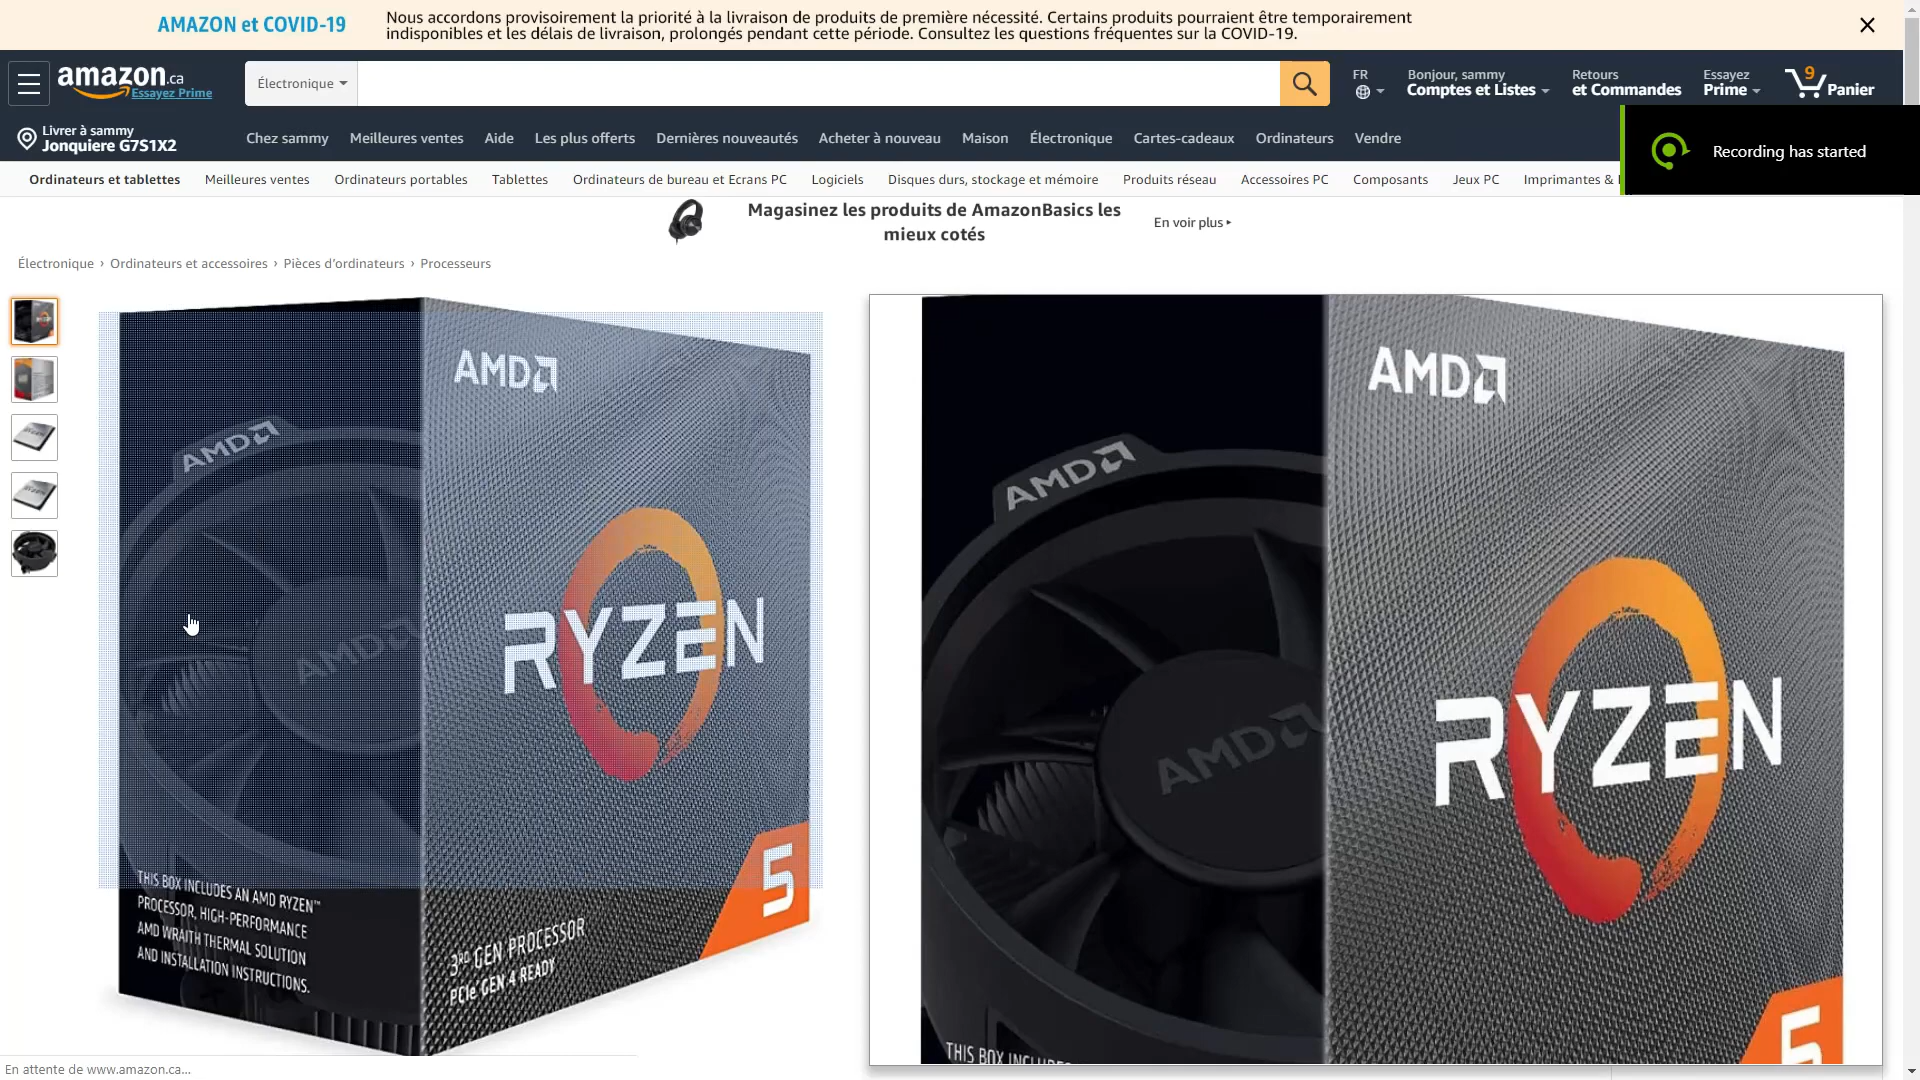 AMAZON et COVID-19
Nous accordons provisoirement la priorité à la livraison de produits de première nécessité. Certains produits pourraient être temporairement
indisponibles et les délais de livraison, prolongés pendant cette période. Consultez les questions fréquentes sur la COVID-19.
amazon.ca
Essayez Prime
Électronique
FR
Bonjour, sammy
Comptes et Listes
Retours
et Commandes
Essayez
Prime
9
Panier
Livrer à sammy
Jonquiere G7S1X2
Chez sammy Meilleures ventes Aide Les plus offerts Dernières nouveautés Acheter à nouveau Maison Électronique Cartes-cadeaux Ordinateurs Vendre
Recording has started
Ordinateurs et tablettes Meilleures ventes Ordinateurs portables Tablettes Ordinateurs de bureau et Ecrans PC Logiciels Disques durs, stockage et mémoire Produits réseau Accessoires PC Composants Jeux PC Imprimantes &
Magasinez les produits de AmazonBasics les
mieux cotés
En voir plus
Électronique › Ordinateurs et accessoires › Pièces d'ordinateurs › Processeurs
AMD
AMD
AMD
RYZEN
5
THIS BOX INCLUDES AN AMD RYZEN™
PROCESSOR, HIGH-PERFORMANCE
AMD WRAITH THERMAL SOLUTION
AND INSTALLATION INSTRUCTIONS.
3RD GEN PROCESSOR
PCIe GEN 4 READY
AMD
AMD
AMD
RYZEN
5
THIS BOX INCLUDES
En attente de www.amazon.ca...